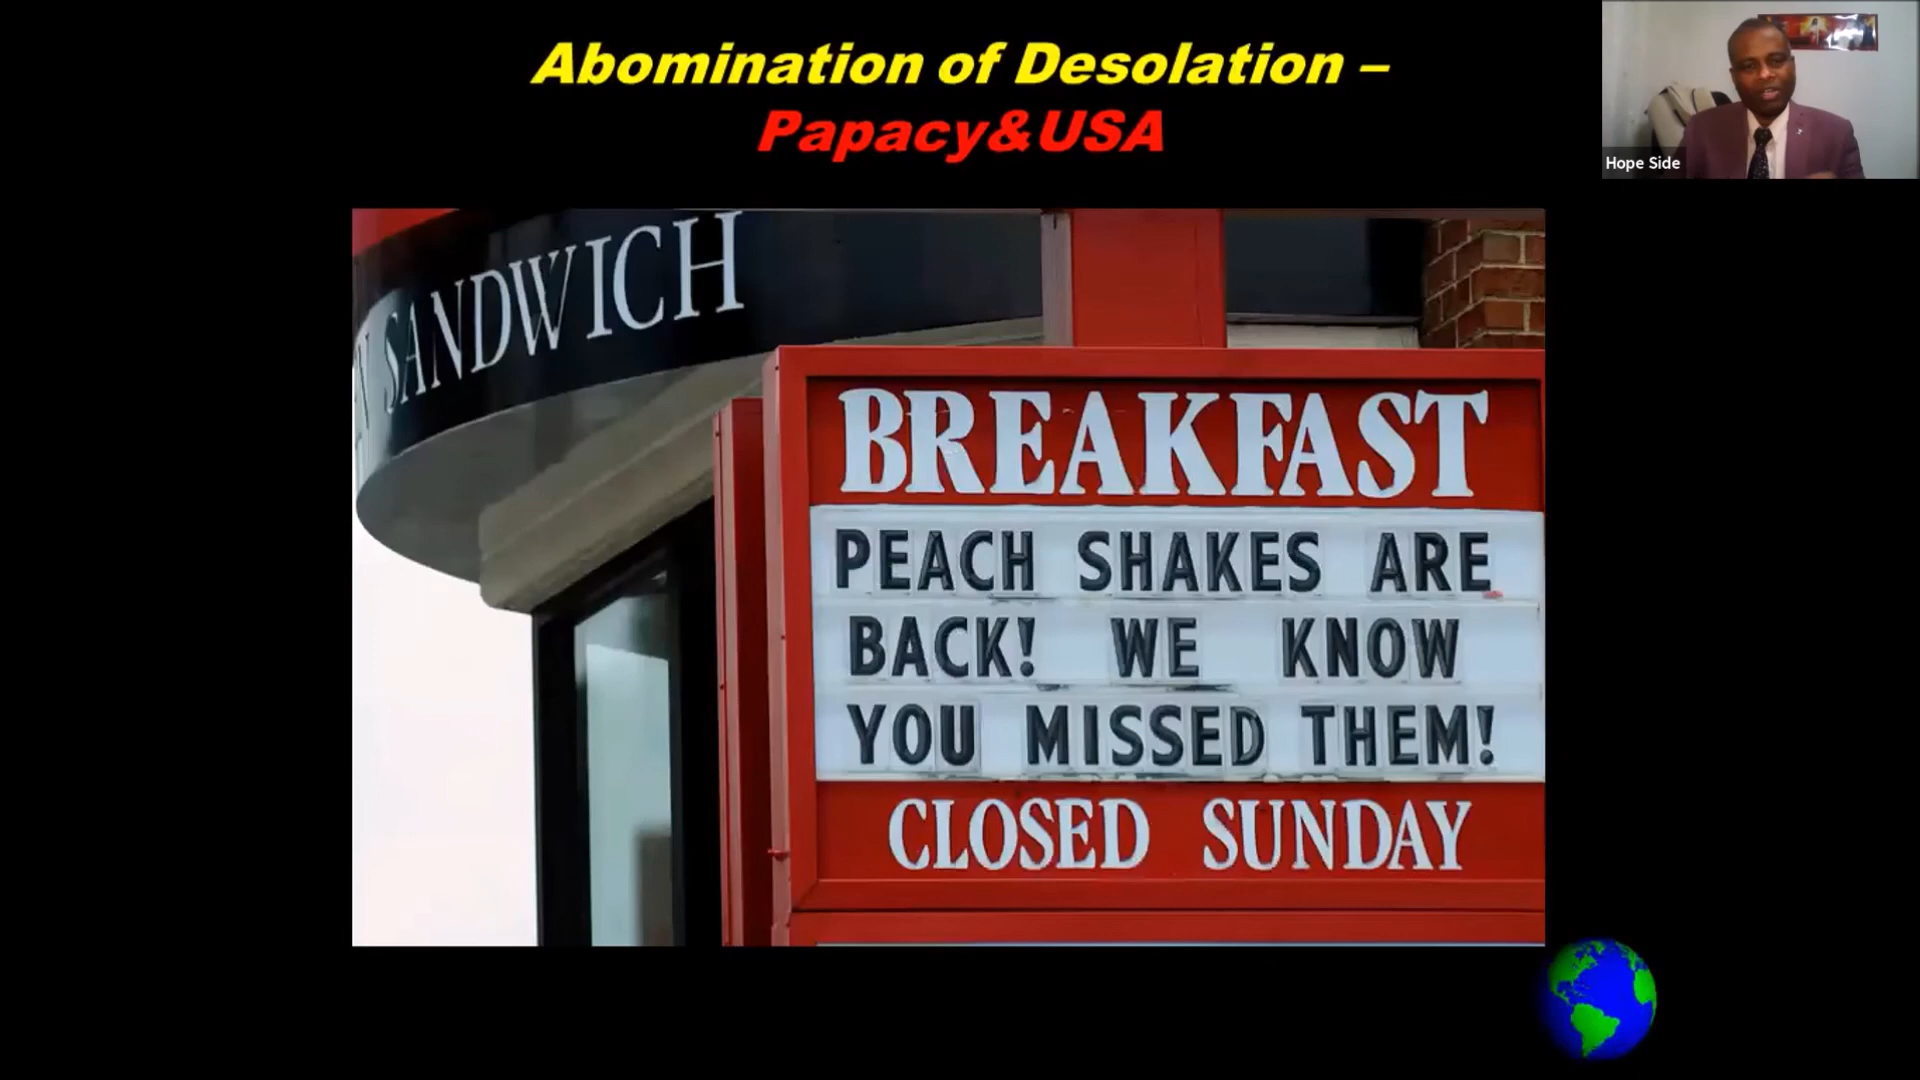 Abomination of Desolation –
Papacy&USA
Hope Side
SANDWICH
BREAKFAST
PEACH SHAKES ARE
BACK! WE KNOW
YOU MISSED THEM!
CLOSED SUNDAY